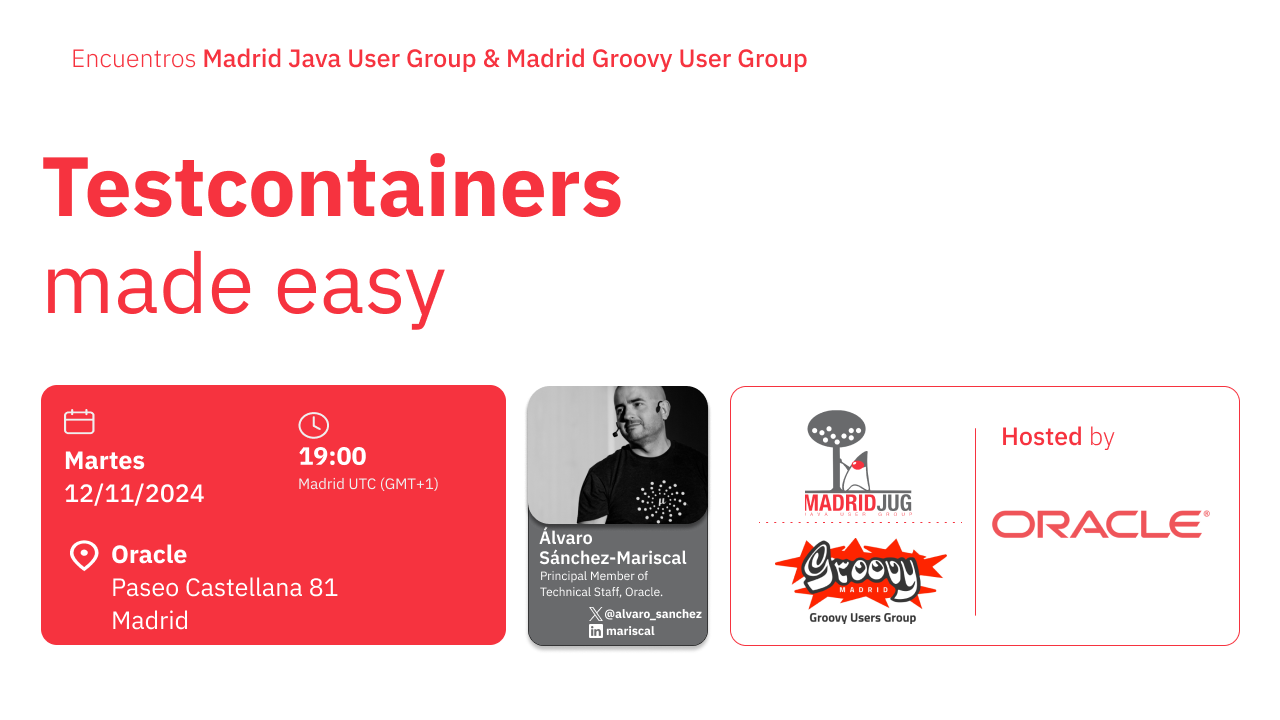 Encuentros Madrid Java User Group & Madrid Groovy User Group
Testcontainers
made easy
Martes
12/11/2024
19:00
Madrid UTC (GMT+1)
Oracle
Paseo Castellana 81
Madrid
µ
Álvaro
Sánchez-Mariscal
Principal Member of
Technical Staff, Oracle.
@alvaro_sanchez
in mariscal
MADRIDJUG
JAVA USER GROUP
Groovy
MADRID
Groovy Users Group
Hosted by
ORACLE®